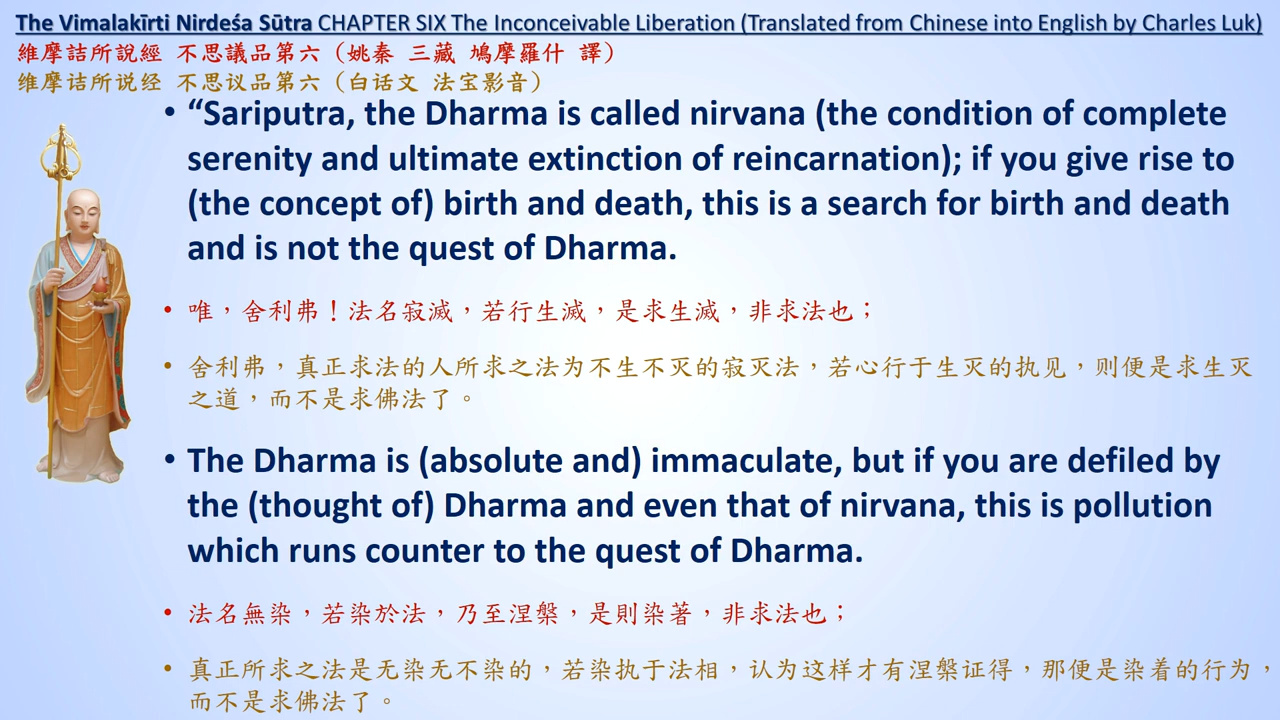 The Vimalakīrti Nirdeśa Sūtra CHAPTER SIX The Inconceivable Liberation (Translated from Chinese into English by Charles Luk)
維摩詰所說經 不思議品第六（姚秦 三藏 鳩摩羅什 譯）
维摩诘所说经 不思议品第六（白话文 法宝影音）
• “Sariputra, the Dharma is called nirvana (the condition of complete
serenity and ultimate extinction of reincarnation); if you give rise to
(the concept of) birth and death, this is a search for birth and death
and is not the quest of Dharma.
• 唯，舍利弗！法名寂滅，若行生滅，是求生滅，非求法也；
• 舍利弗，真正求法的人所求之法为不生不灭的寂灭法，若心行于生灭的执见，则便是求生灭
之道，而不是求佛法了。
• The Dharma is (absolute and) immaculate, but if you are defiled by
the (thought of) Dharma and even that of nirvana, this is pollution
which runs counter to the quest of Dharma.
• 法名無染，若染於法，乃至涅槃，是則染著，非求法也；
• 真正所求之法是无染无不染的，若染执于法相，认为这样才有涅槃证得，那便是染着的行为，
而不是求佛法了。